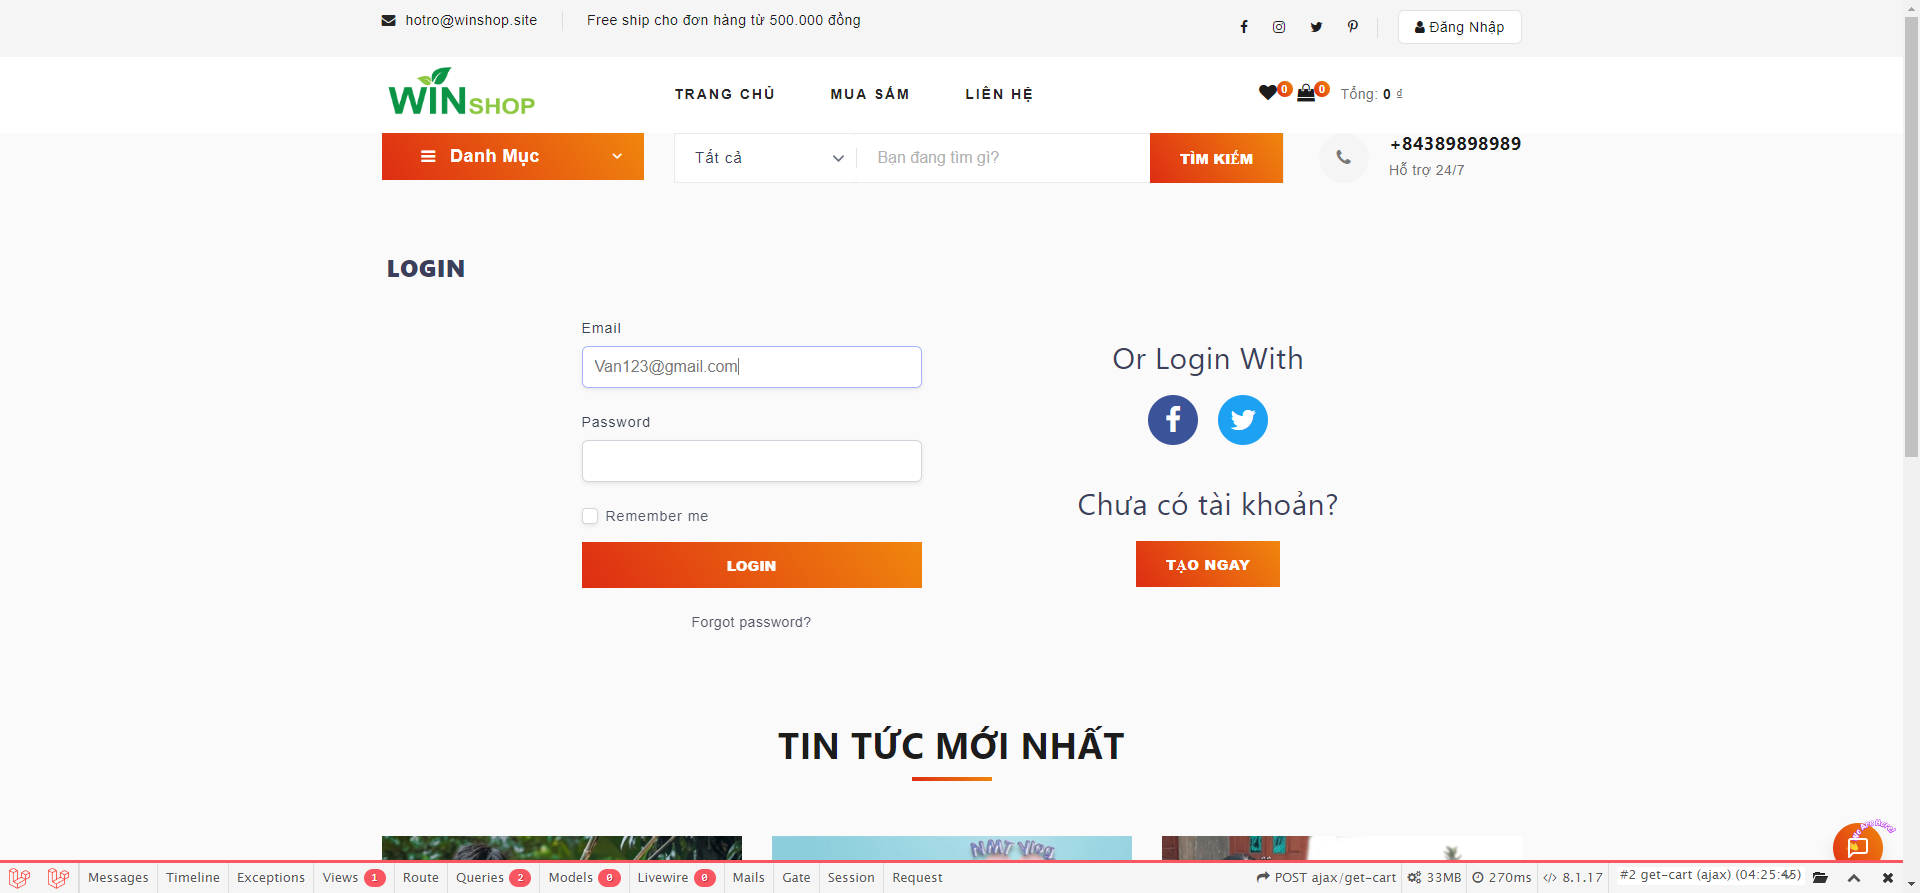 hotro@winshop.site
Free ship cho đơn hàng từ 500.000 đồng
Đăng Nhập
WINSHOP
TRANG CHỦ
MUA SẮM
LIÊN HỆ
0
0
Tổng: 0 ₫
Danh Mục
Tất cả
Bạn đang tìm gì?
TÌM KIẾM
+84389898989
Hỗ trợ 24/7
LOGIN
Email
Van123@gmail.com
Password
Remember me
LOGIN
Forgot password?
Or Login With
Chưa có tài khoản?
TẠO NGAY
TIN TỨC MỚI NHẤT
NMT Vlog
Messages
Timeline
Exceptions
Views 1
Route
Queries 2
Models 0
Livewire 0
Mails
Gate
Session
Request
POST ajax/get-cart
33MB
270ms
8.1.17
#2 get-cart (ajax) (04:25:45)